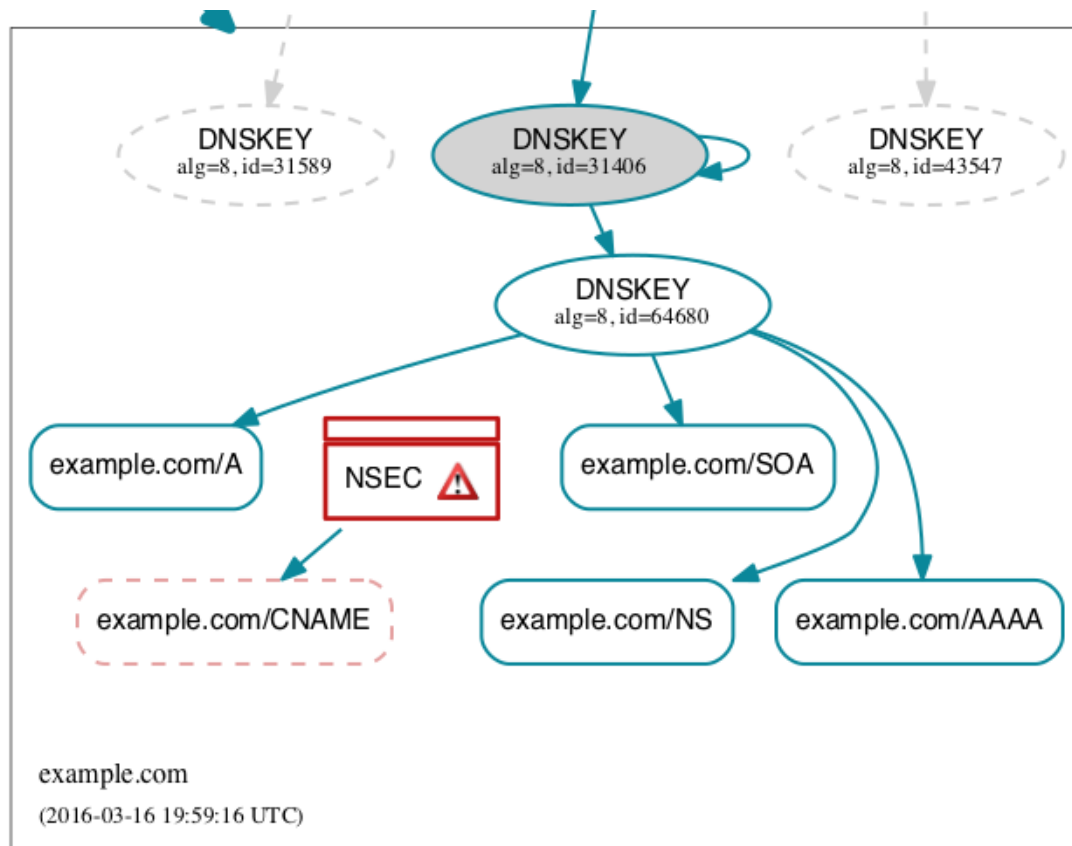 DNSKEY
alg=8, id=31589
DNSKEY
alg=8, id=31406
DNSKEY
alg=8, id=43547
DNSKEY
alg=8, id=64680
example.com/A
NSEC
example.com/SOA
example.com/CNAME
example.com/NS
example.com/AAAA
example.com
(2016-03-16 19:59:16 UTC)